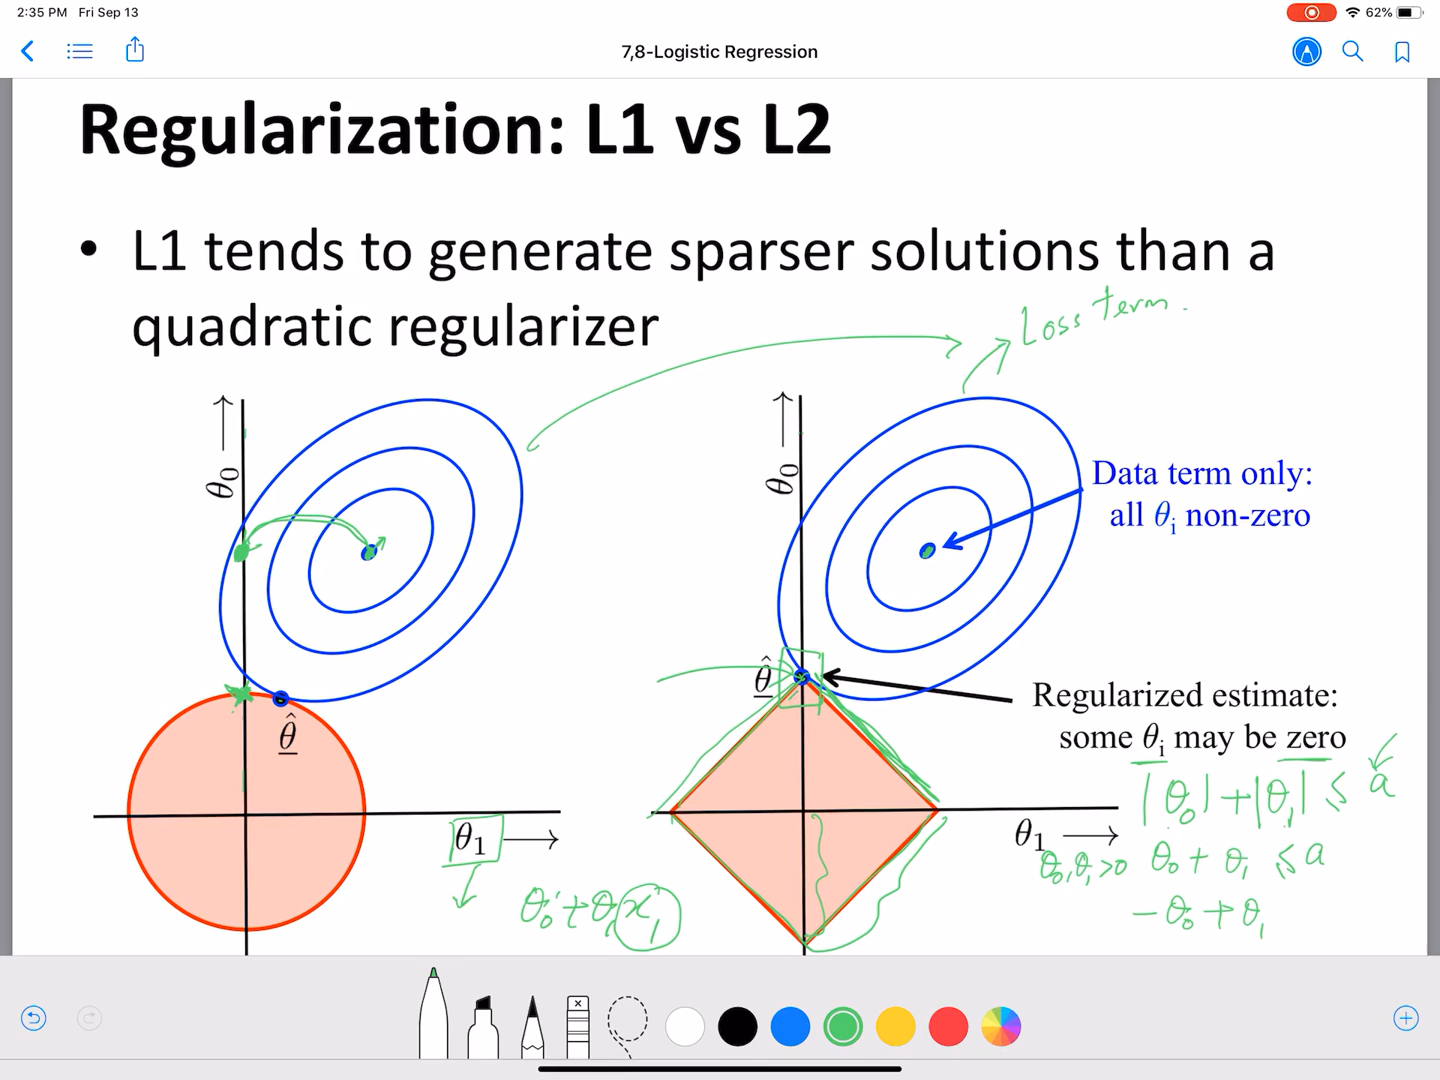 2:35 PM Fri Sep 13
62%
7,8-Logistic Regression
Regularization: L1 vs L2
• L1 tends to generate sparser solutions than a
quadratic regularizer
Loss term.
θ0
θ0
Data term only:
all θi non-zero
θ̂
Regularized estimate:
some θi may be zero
θ̂
|θ0| + |θ1| ≤ a
θ1
θ1
θ0, θ1 > 0 θ0 + θ1 ≤ a
θ0 + θ1 x1
-θ0 + θ1